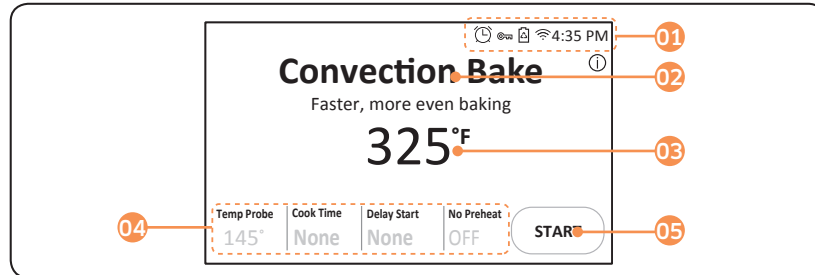 4:35 PM
01
Convection Bake
02
Faster, more even baking
325°F
03
04
Temp Probe Cook Time Delay Start No Preheat
145° None None OFF
START
05